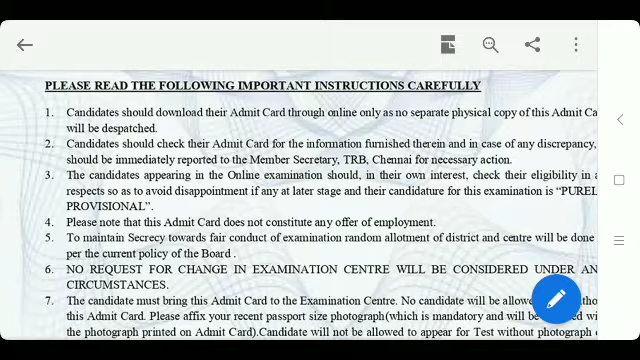 PLEASE READ THE FOLLOWING IMPORTANT INSTRUCTIONS CAREFULLY
1. Candidates should download their Admit Card through online only as no separate physical copy of this Admit Ca
will be despatched.
2. Candidates should check their Admit Card for the information furnished therein and in case of any discrepancy,
should be immediately reported to the Member Secretary, TRB, Chennai for necessary action.
3. The candidates appearing in the Online examination should, in their own interest, check their eligibility in a
respects so as to avoid disappointment if any at later stage and their candidature for this examination is “PUREL
PROVISIONAL”.
4. Please note that this Admit Card does not constitute any offer of employment.
5. To maintain Secrecy towards fair conduct of examination random allotment of district and centre will be done
per the current policy of the Board .
6. NO REQUEST FOR CHANGE IN EXAMINATION CENTRE WILL BE CONSIDERED UNDER AN
CIRCUMSTANCES.
7. The candidate must bring this Admit Card to the Examination Centre. No candidate will be allowe
this Admit Card. Please affix your recent passport size photograph(which is mandatory and will be
the photograph printed on Admit Card).Candidate will not be allowed to appear for Test without photograph